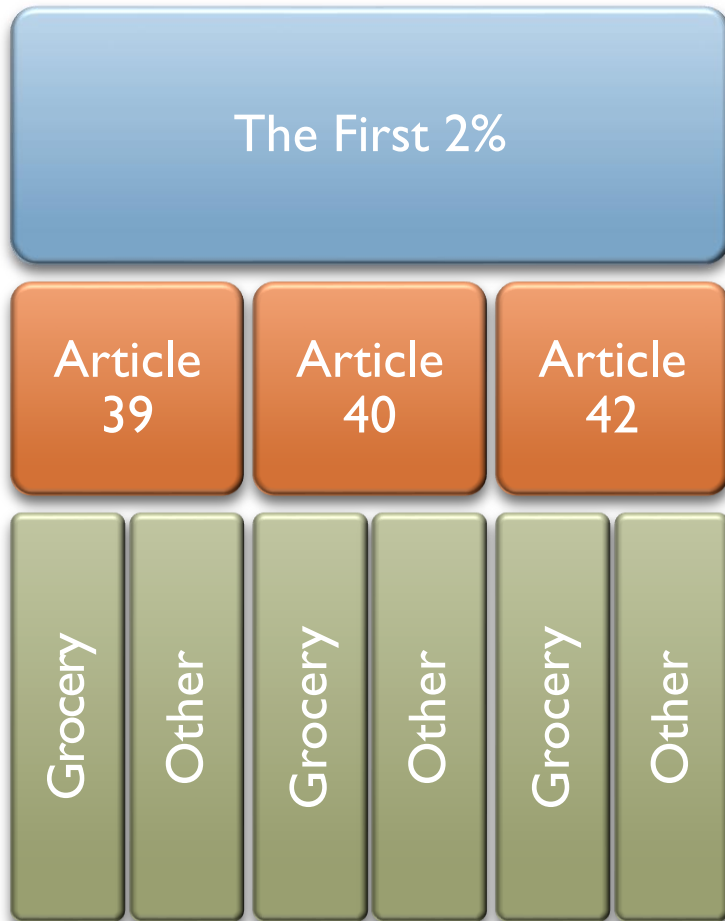 The First 2%
Article
39
Article
40
Article
42
Grocery
Other
Grocery
Other
Grocery
Other